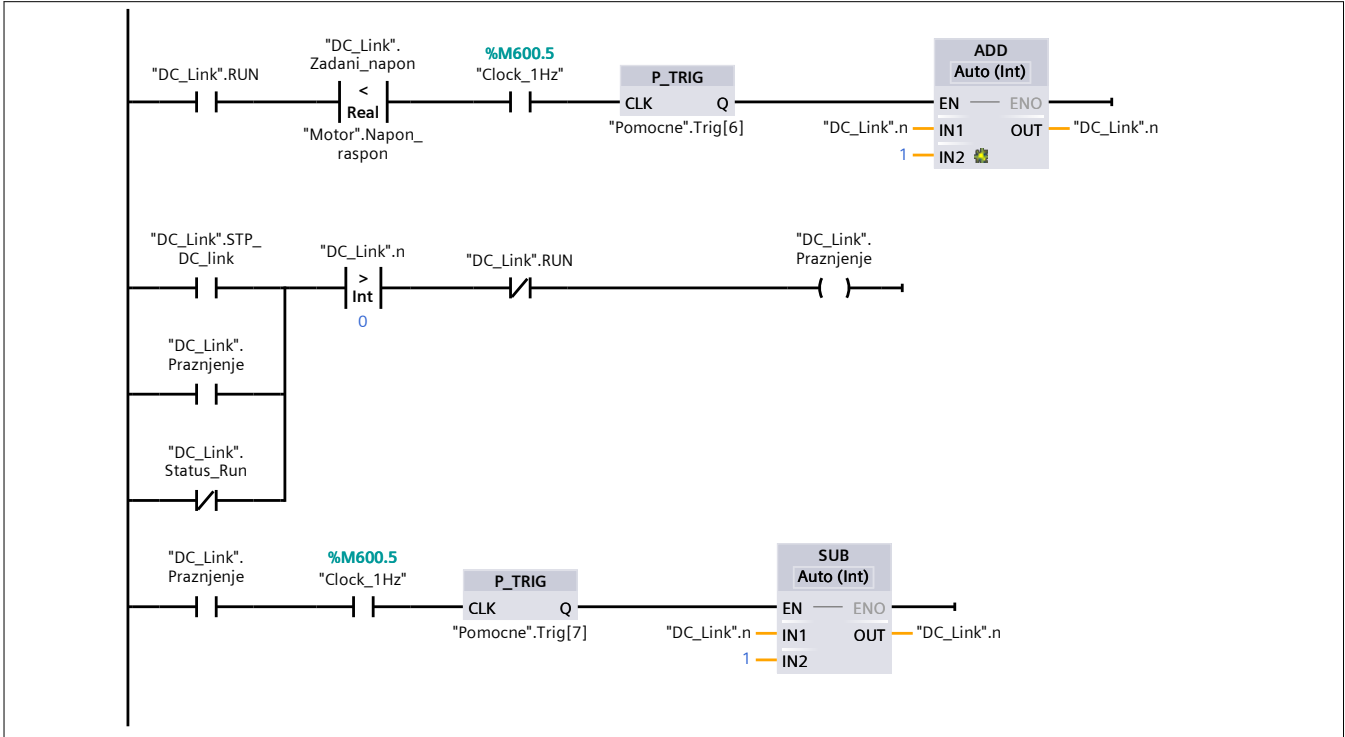 "DC_Link".RUN
"DC_Link".
Zadani_napon
<
Real
"Motor".Napon_
raspon
%M600.5
"Clock_1Hz"
P_TRIG
CLK Q
"Pomocne".Trig[6]
ADD
Auto (Int)
EN ENO
"DC_Link".n IN1 OUT "DC_Link".n
1 IN2
"DC_Link".STP_
DC_link
"DC_Link".n
>
Int
0
"DC_Link".RUN
"DC_Link".
Praznjenje
"DC_Link".
Praznjenje
"DC_Link".
Status_Run
"DC_Link".
Praznjenje
%M600.5
"Clock_1Hz"
P_TRIG
CLK Q
"Pomocne".Trig[7]
SUB
Auto (Int)
EN ENO
"DC_Link".n IN1 OUT "DC_Link".n
1 IN2